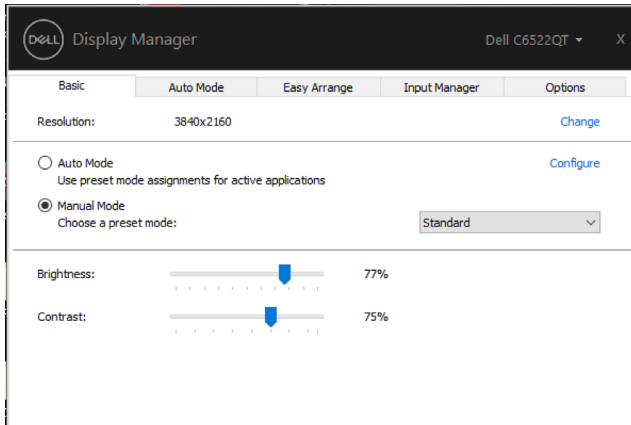 DELL Display Manager Dell C6522QT X
Basic Auto Mode Easy Arrange Input Manager Options
Resolution: 3840x2160 Change
Auto Mode Configure
Use preset mode assignments for active applications
Manual Mode
Choose a preset mode: Standard
Brightness: 77%
Contrast: 75%